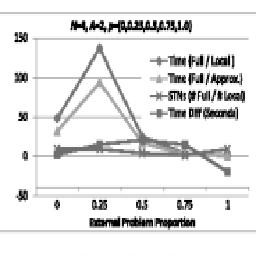 N=4, A=2, p=(0,0.25,0.5,0.75,1.0)
150
100
50
0
-50
Time (Full / Local)
Time (Full / Approx.)
STNs (# Full / # Local)
Time Diff (Seconds)
0 0.25 0.5 0.75 1
External Problem Proportion